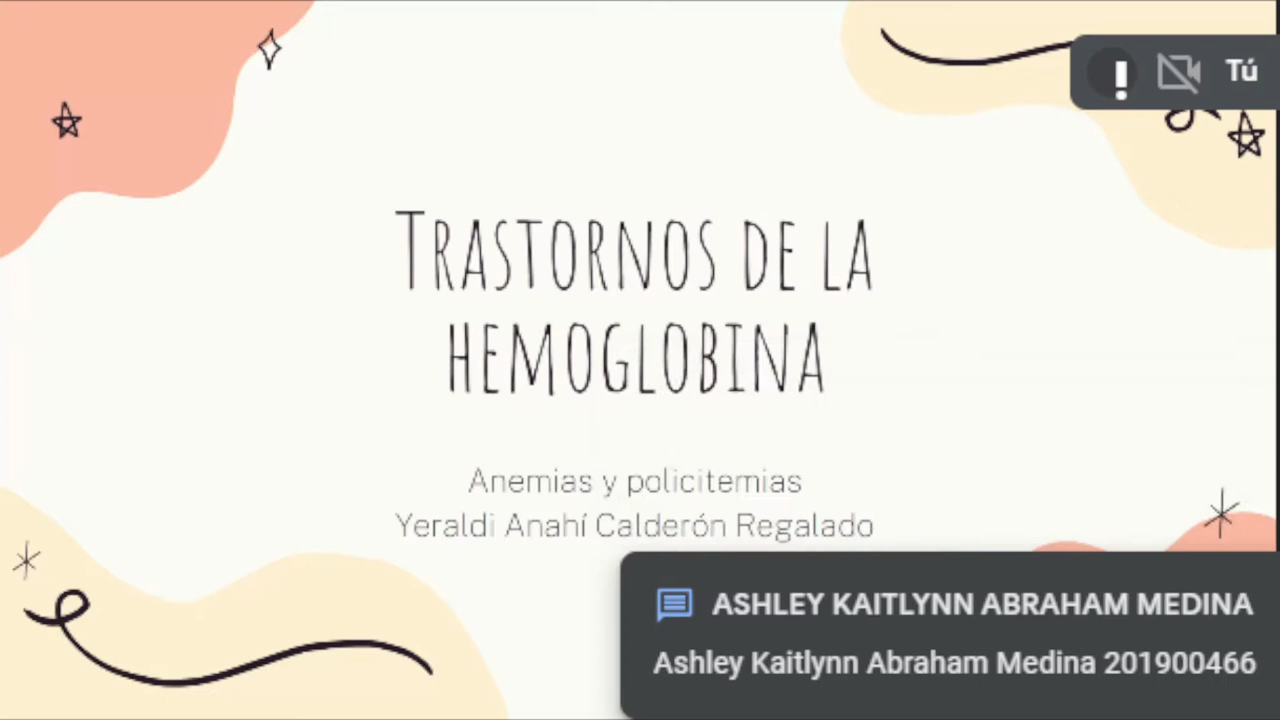 Tú
Trastornos de la
hemoglobina
Anemias y policitemias
Yeraldi Anahí Calderón Regalado
ASHLEY KAITLYNN ABRAHAM MEDINA
Ashley Kaitlynn Abraham Medina 201900466